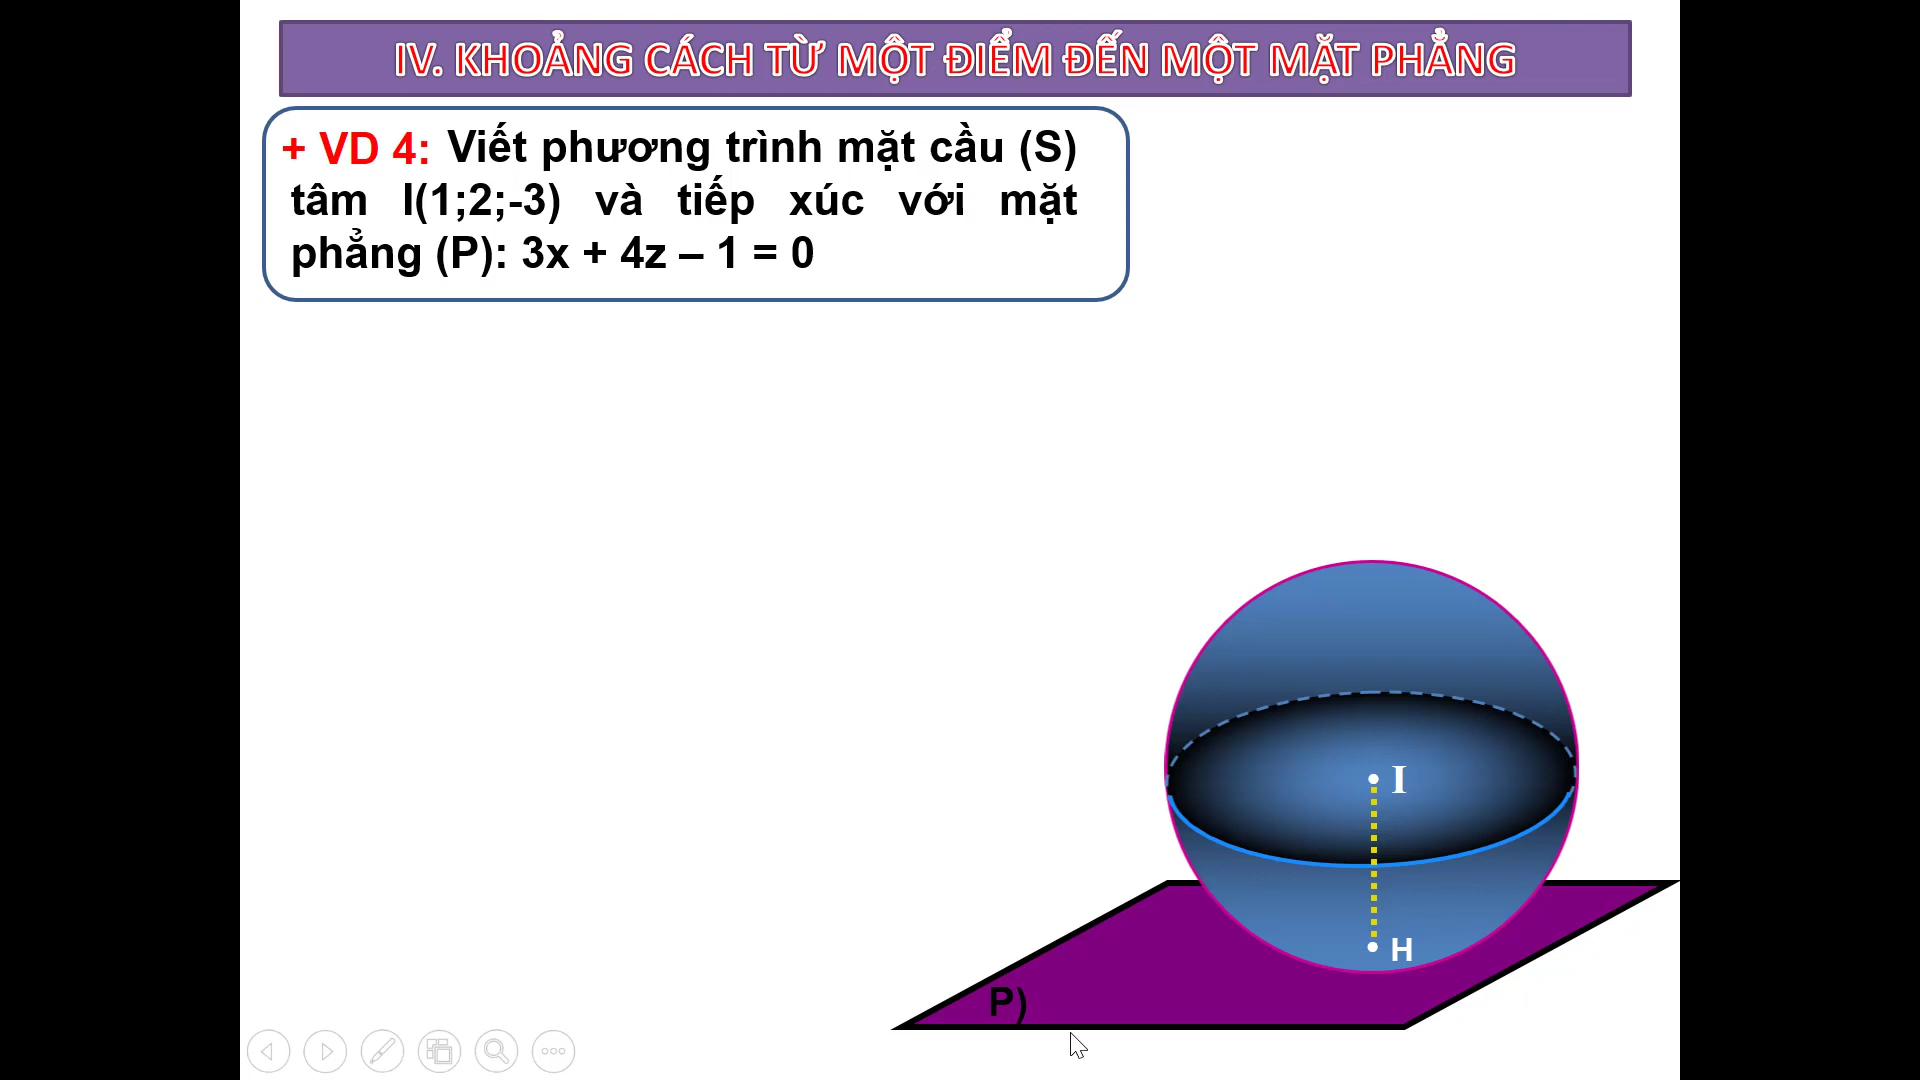 IV. KHOẢNG CÁCH TỪ MỘT ĐIỂM ĐẾN MỘT MẶT PHẲNG
+ VD 4: Viết phương trình mặt cầu (S)
tâm I(1;2;-3) và tiếp xúc với mặt
phẳng (P): 3x + 4z – 1 = 0
I
H
P)